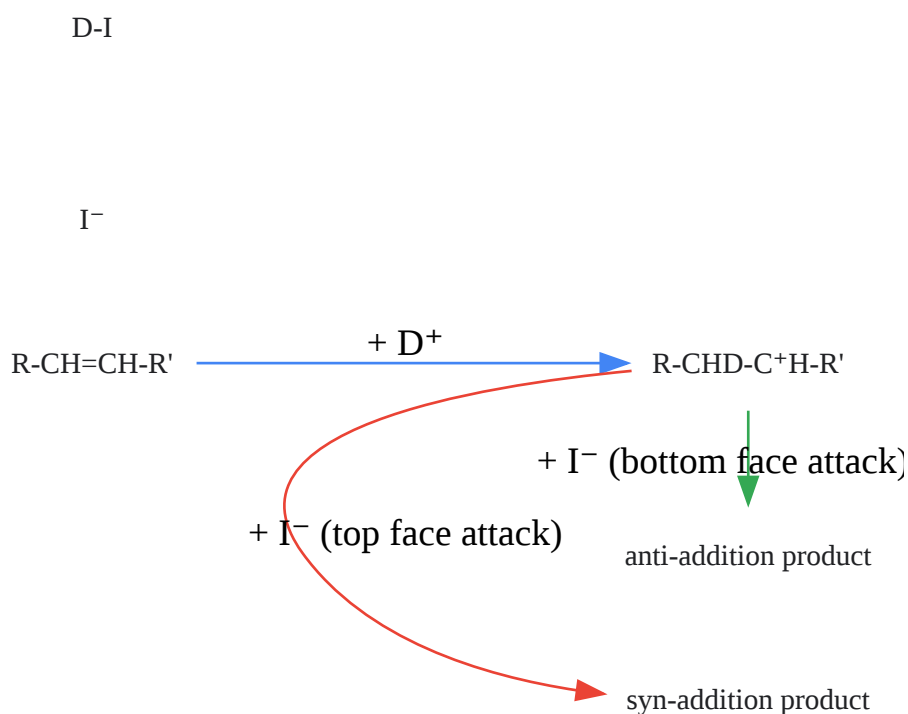 D-I
I⁻
+ D⁺
R-CH=CH-R'
R-CHD-C⁺H-R'
+ I⁻ (bottom face attack)
+ I⁻ (top face attack)
anti-addition product
syn-addition product